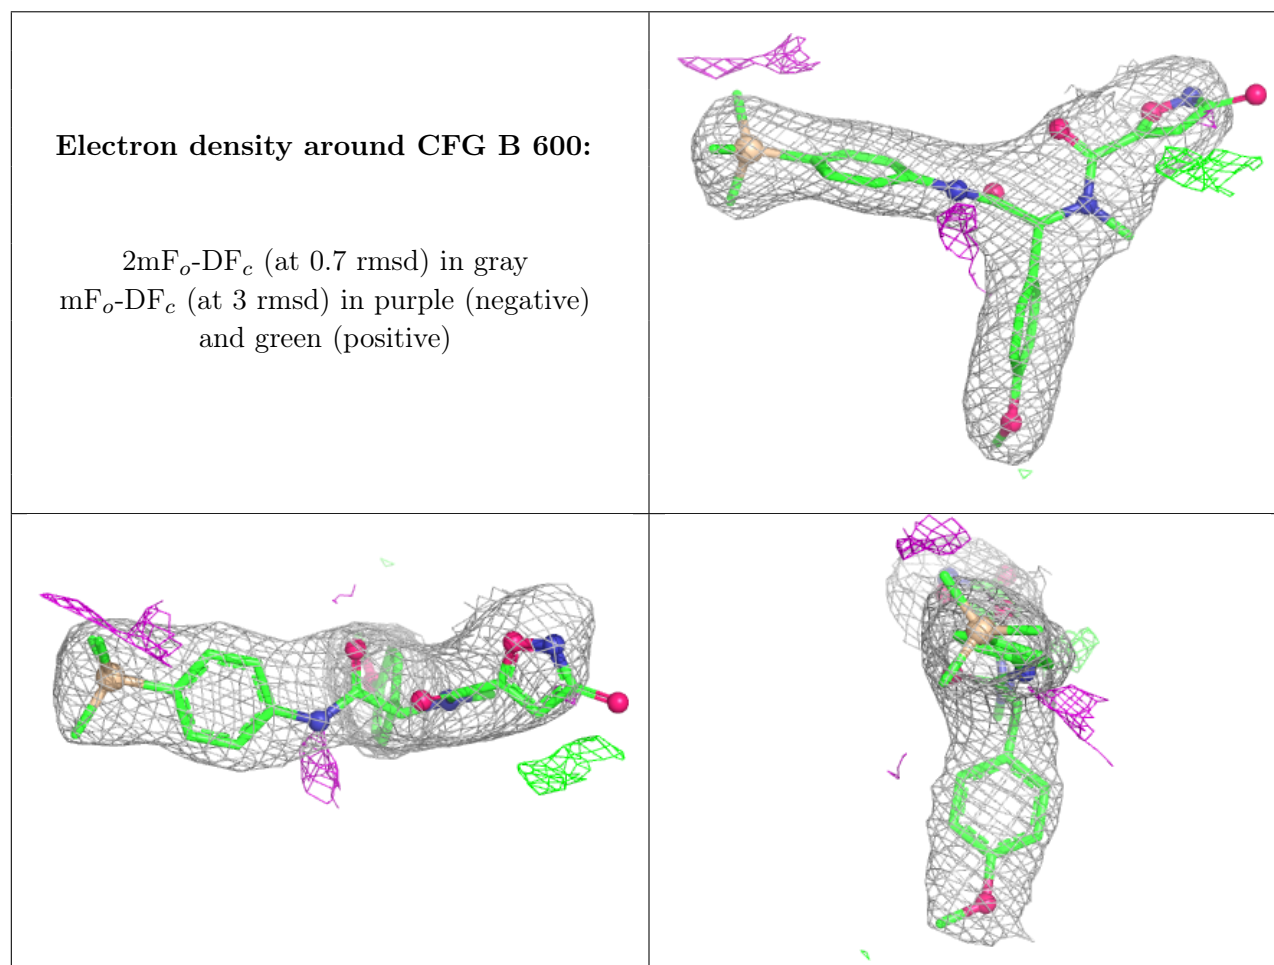 Electron density around CFG B 600:
2mFo-DFc (at 0.7 rmsd) in gray
mFo-DFc (at 3 rmsd) in purple (negative)
and green (positive)